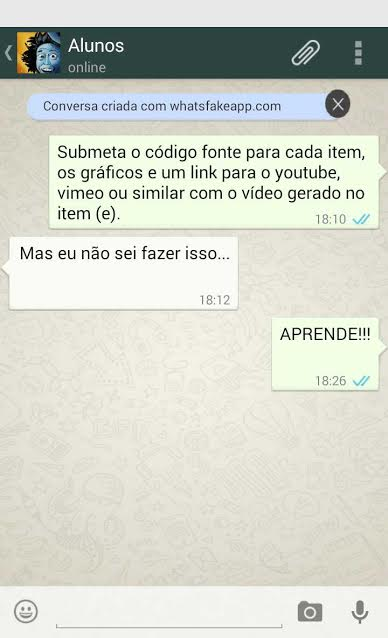 Alunos
online
Conversa criada com whatsfakeapp.com
Submeta o código fonte para cada item,
os gráficos e um link para o youtube,
vimeo ou similar com o vídeo gerado no
item (e).
18:10
Mas eu não sei fazer isso...
18:12
APRENDE!!!
18:26